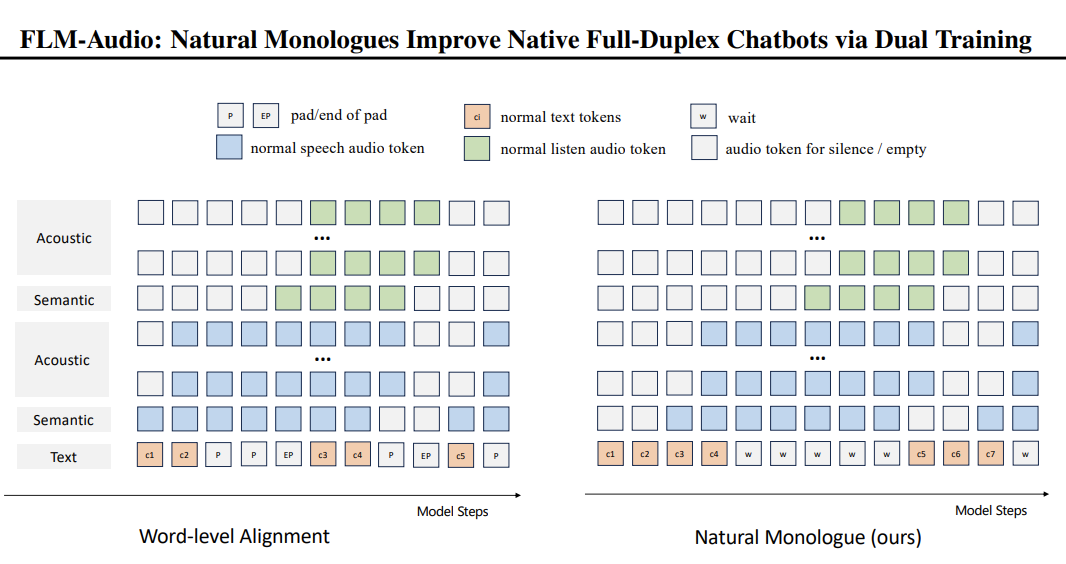 FLM-Audio: Natural Monologues Improve Native Full-Duplex Chatbots via Dual Training
P EP pad/end of pad ci normal text tokens w wait
normal speech audio token normal listen audio token audio token for silence / empty
Acoustic
...
...
Semantic
Acoustic
...
...
Semantic
Text c1 c2 P P EP c3 c4 P EP c5 P c1 c2 c3 c4 w w w w w c5 c6 c7 w
Model Steps Model Steps
Word-level Alignment Natural Monologue (ours)